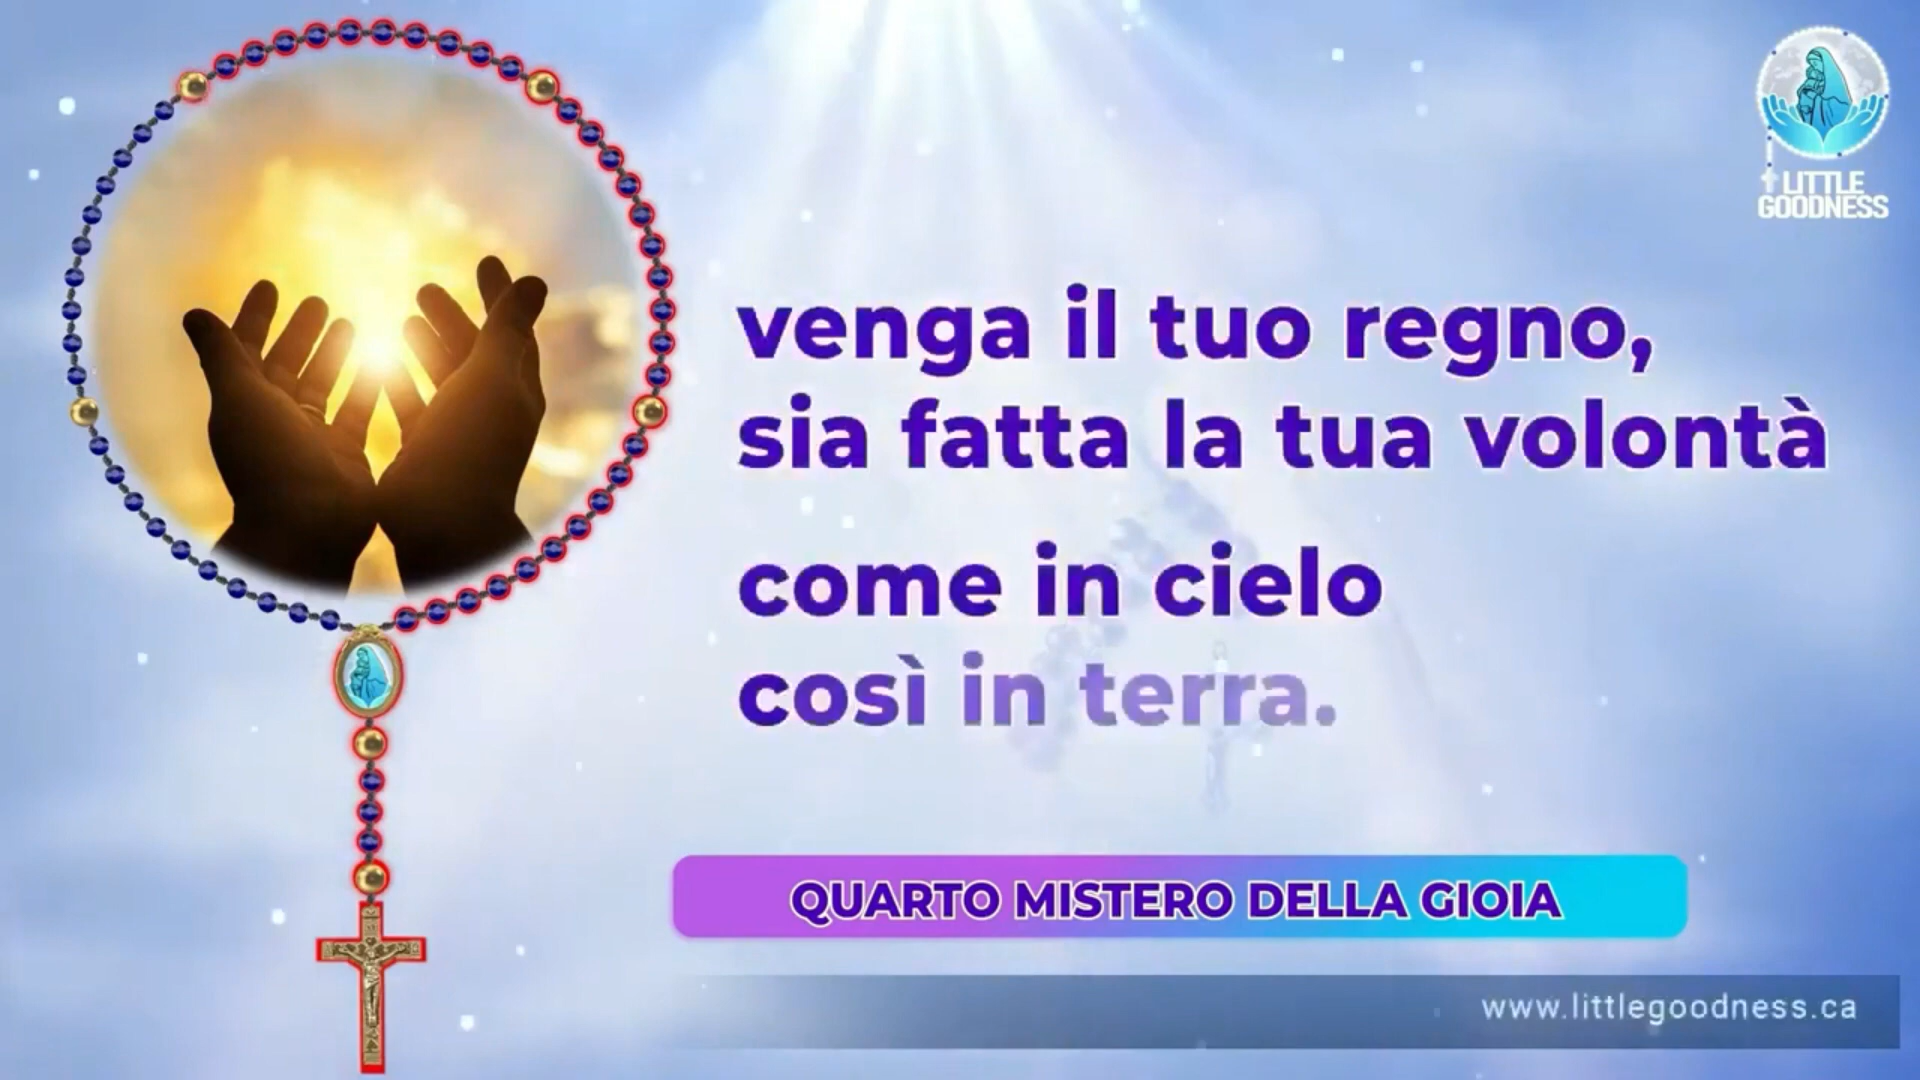 LITTLE
GOODNESS
venga il tuo regno,
sia fatta la tua volontà
come in cielo
così in terra.
QUARTO MISTERO DELLA GIOIA
www.littlegoodness.ca